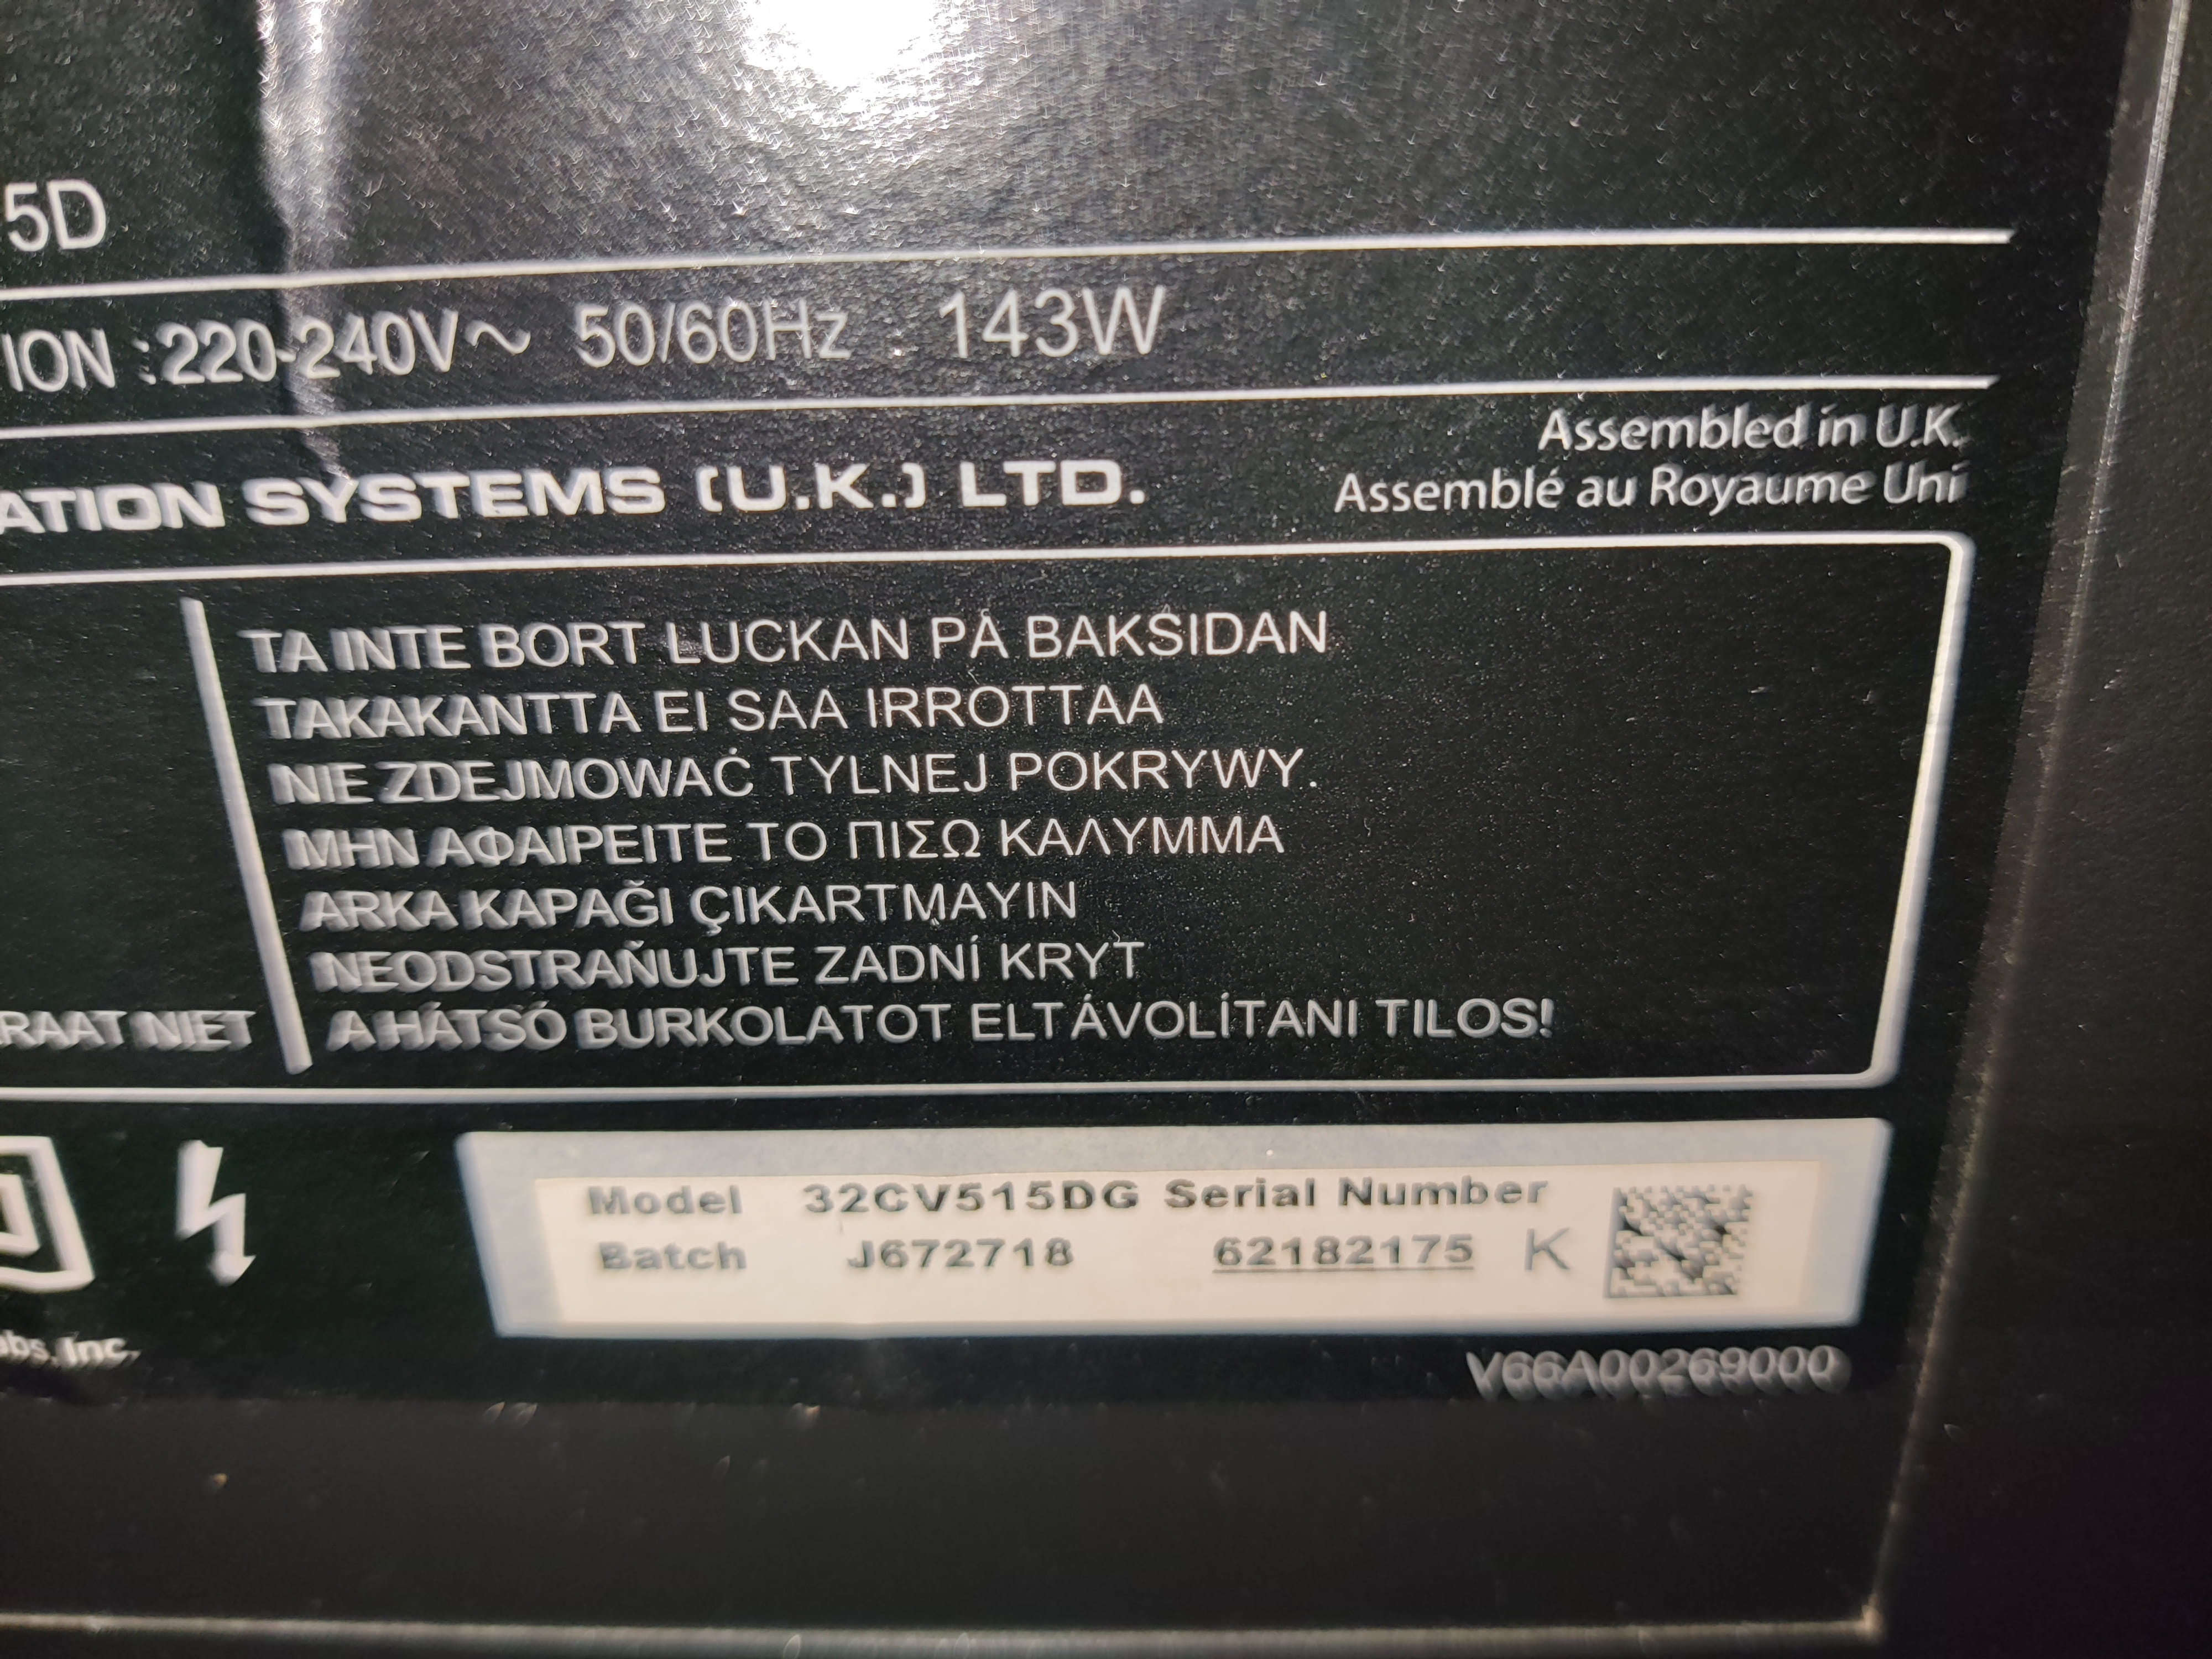 5D
ION :220-240V~ 50/60Hz 143W
Assembled in U.K.
ATION SYSTEMS (U.K.) LTD.
Assemblé au Royaume Uni
TA INTE BORT LUCKAN PÅ BAKSIDAN
TAKAKANTTA EI SAA IRROTTAA
NIE ZDEJMOWAĆ TYLNEJ POKRYWY.
ΜΗΝ ΑΦΑΙΡΕΙΤΕ ΤΟ ΠΙΣΩ ΚΑΛΥΜΜΑ
ARKA KAPAĞI ÇIKARTMAYIN
NEODSTRAŇUJTE ZADNÍ KRYT
RAAT NIET
A HÁTSÓ BURKOLATOT ELTÁVOLÍTANI TILOS!
Model 32CV515DG Serial Number
Batch J672718 62182175 K
abs, Inc.
V66A00269000